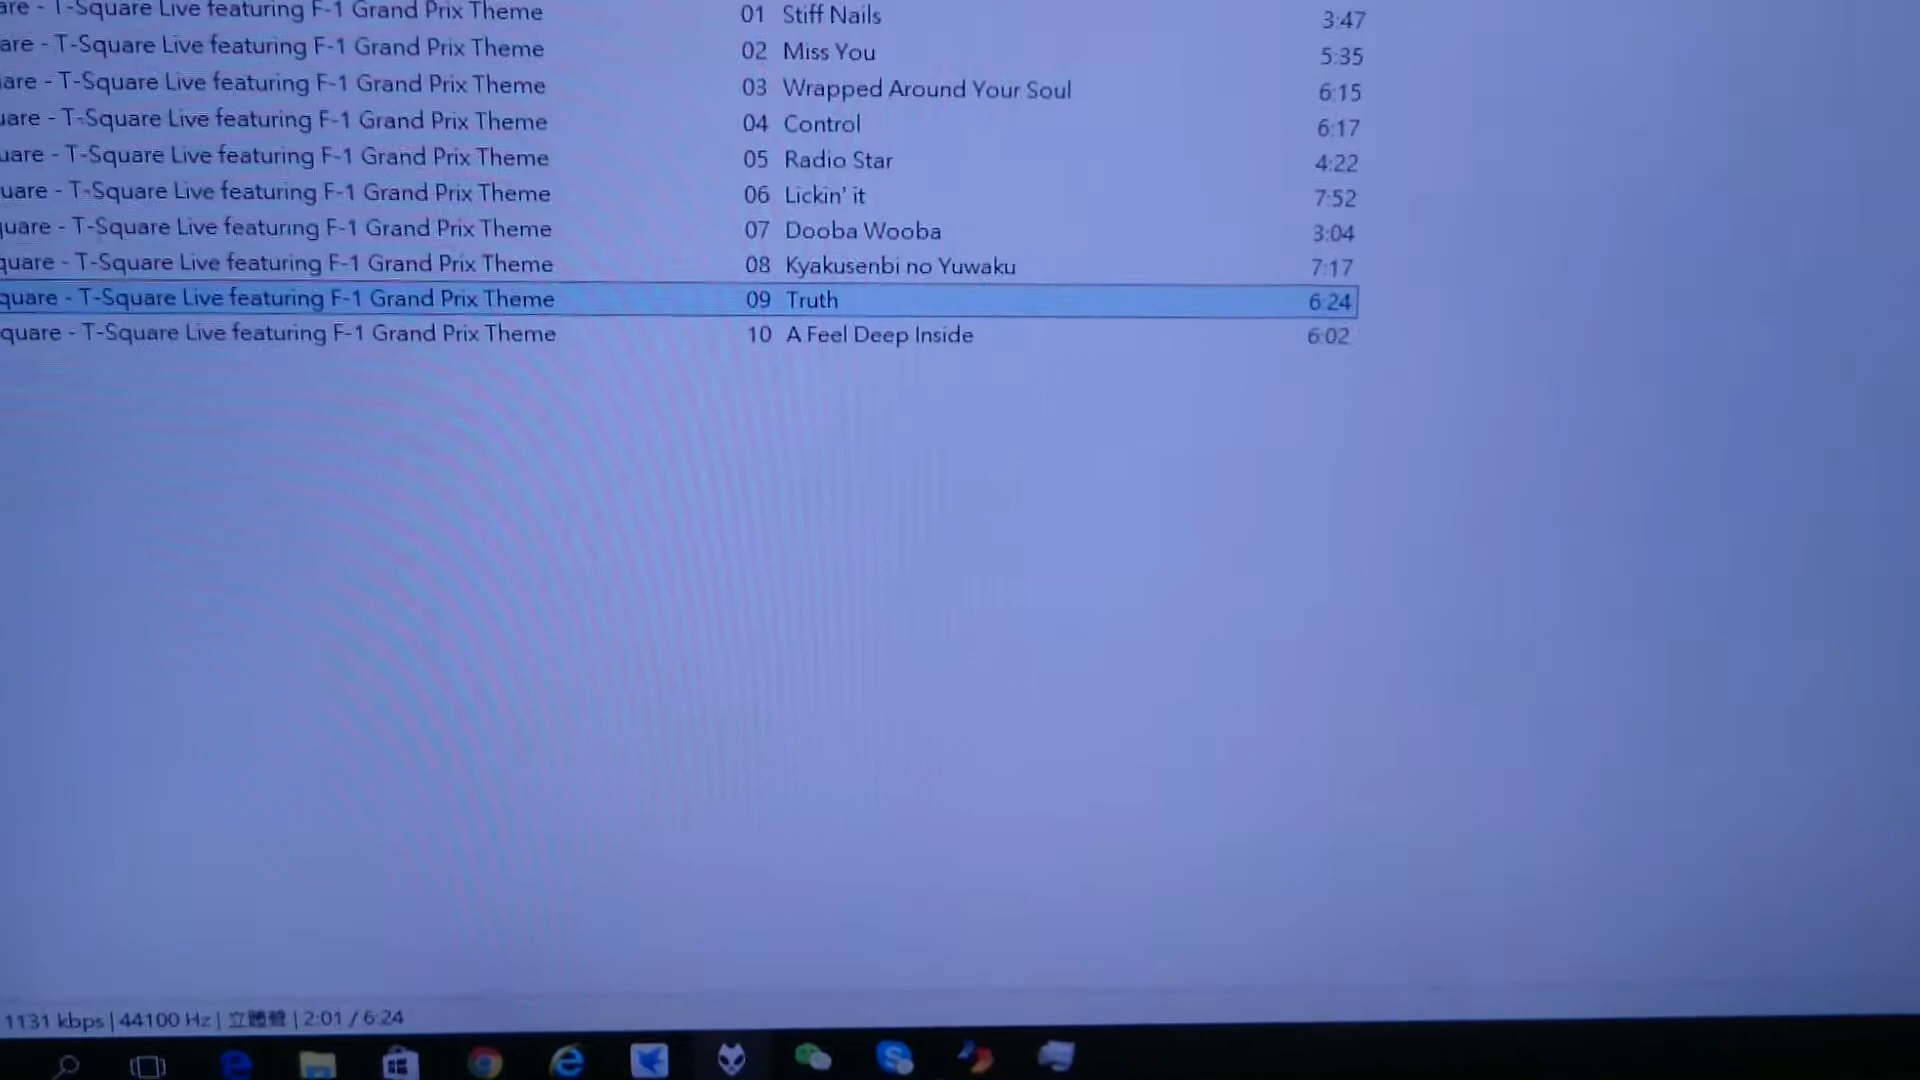 are - T-Square Live featuring F-1 Grand Prix Theme 01 Stiff Nails 3:47
are - T-Square Live featuring F-1 Grand Prix Theme 02 Miss You 5:35
are - T-Square Live featuring F-1 Grand Prix Theme 03 Wrapped Around Your Soul 6:15
uare - T-Square Live featuring F-1 Grand Prix Theme 04 Control 6:17
uare - T-Square Live featuring F-1 Grand Prix Theme 05 Radio Star 4:22
uare - T-Square Live featuring F-1 Grand Prix Theme 06 Lickin' it 7:52
quare - T-Square Live featuring F-1 Grand Prix Theme 07 Dooba Wooba 3:04
quare - T-Square Live featuring F-1 Grand Prix Theme 08 Kyakusenbi no Yuwaku 7:17
quare - T-Square Live featuring F-1 Grand Prix Theme 09 Truth 6:24
quare - T-Square Live featuring F-1 Grand Prix Theme 10 A Feel Deep Inside 6:02
1131 kbps | 44100 Hz | 立體聲 | 2:01 / 6:24